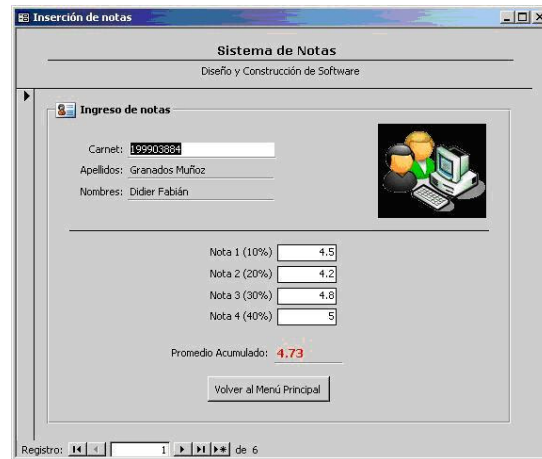 Inserción de notas
Sistema de Notas
Diseño y Construcción de Software
Ingreso de notas
Carnet: 199903884
Apellidos: Granados Muñoz
Nombres: Didier Fabián
Nota 1 (10%) 4.5
Nota 2 (20%) 4.2
Nota 3 (30%) 4.8
Nota 4 (40%) 5
Promedio Acumulado: 4.73
Volver al Menú Principal
Registro: 1 de 6